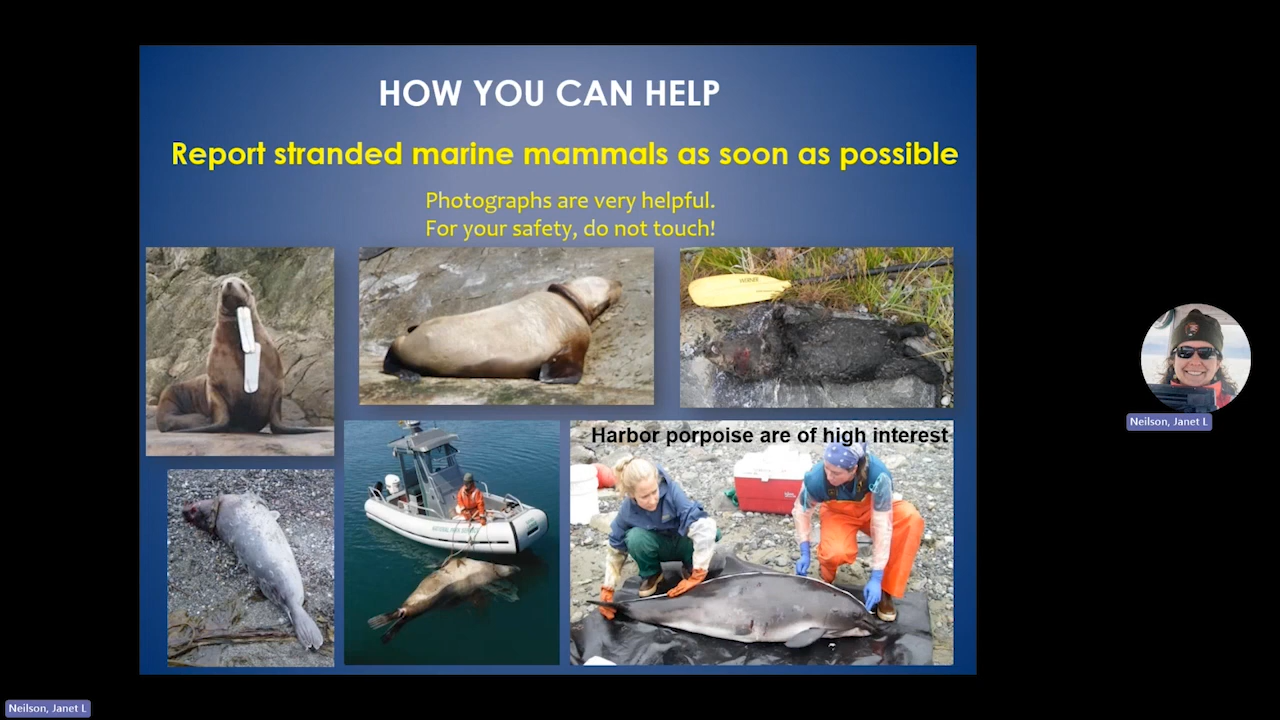 HOW YOU CAN HELP
Report stranded marine mammals as soon as possible
Photographs are very helpful.
For your safety, do not touch!
Harbor porpoise are of high interest
Neilson, Janet L
Neilson, Janet L